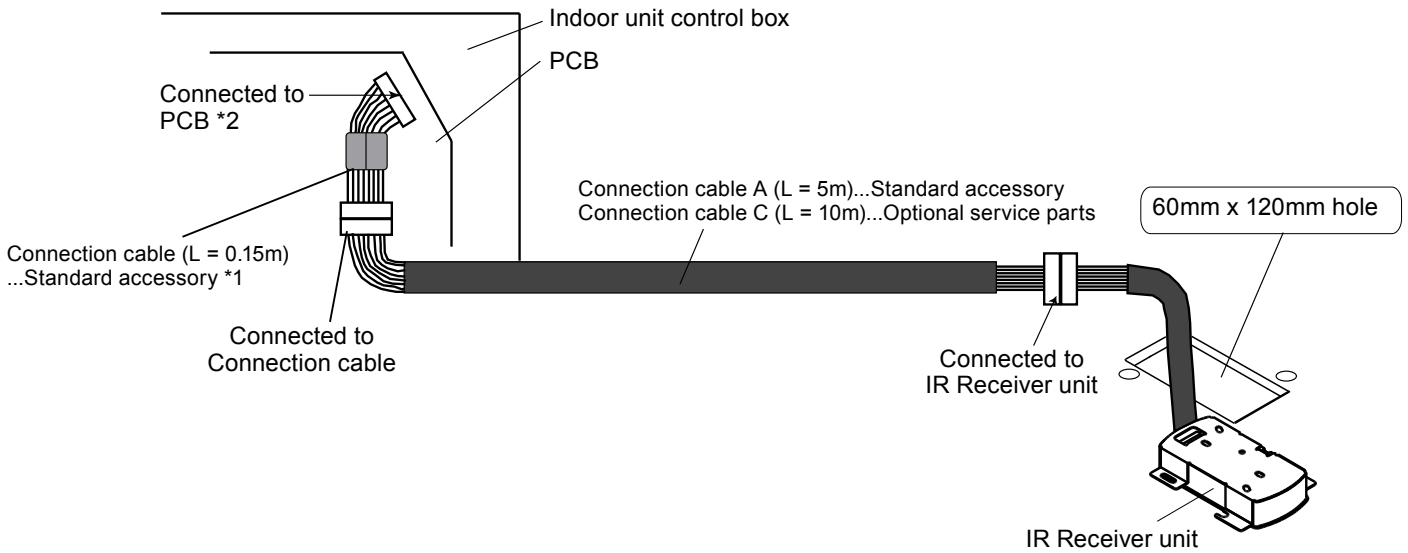 Indoor unit control box
PCB
Connected to
PCB *2
Connection cable A (L = 5m)...Standard accessory
Connection cable C (L = 10m)...Optional service parts
60mm x 120mm hole
Connection cable (L = 0.15m)
...Standard accessory *1
Connected to
Connection cable
Connected to
IR Receiver unit
IR Receiver unit